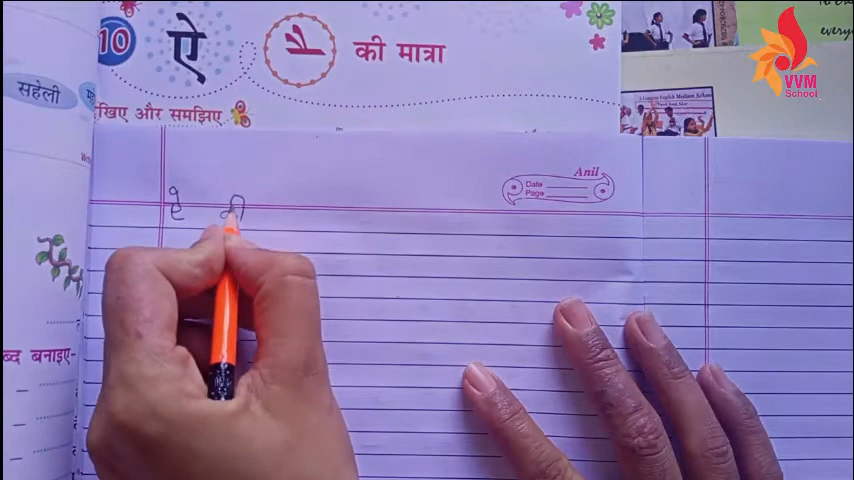 10 ऐ की मात्रा
VVM
School
सहेली
खिए और समझिए
Anil
Date
Page
ऐ की
ब्द बनाइए-